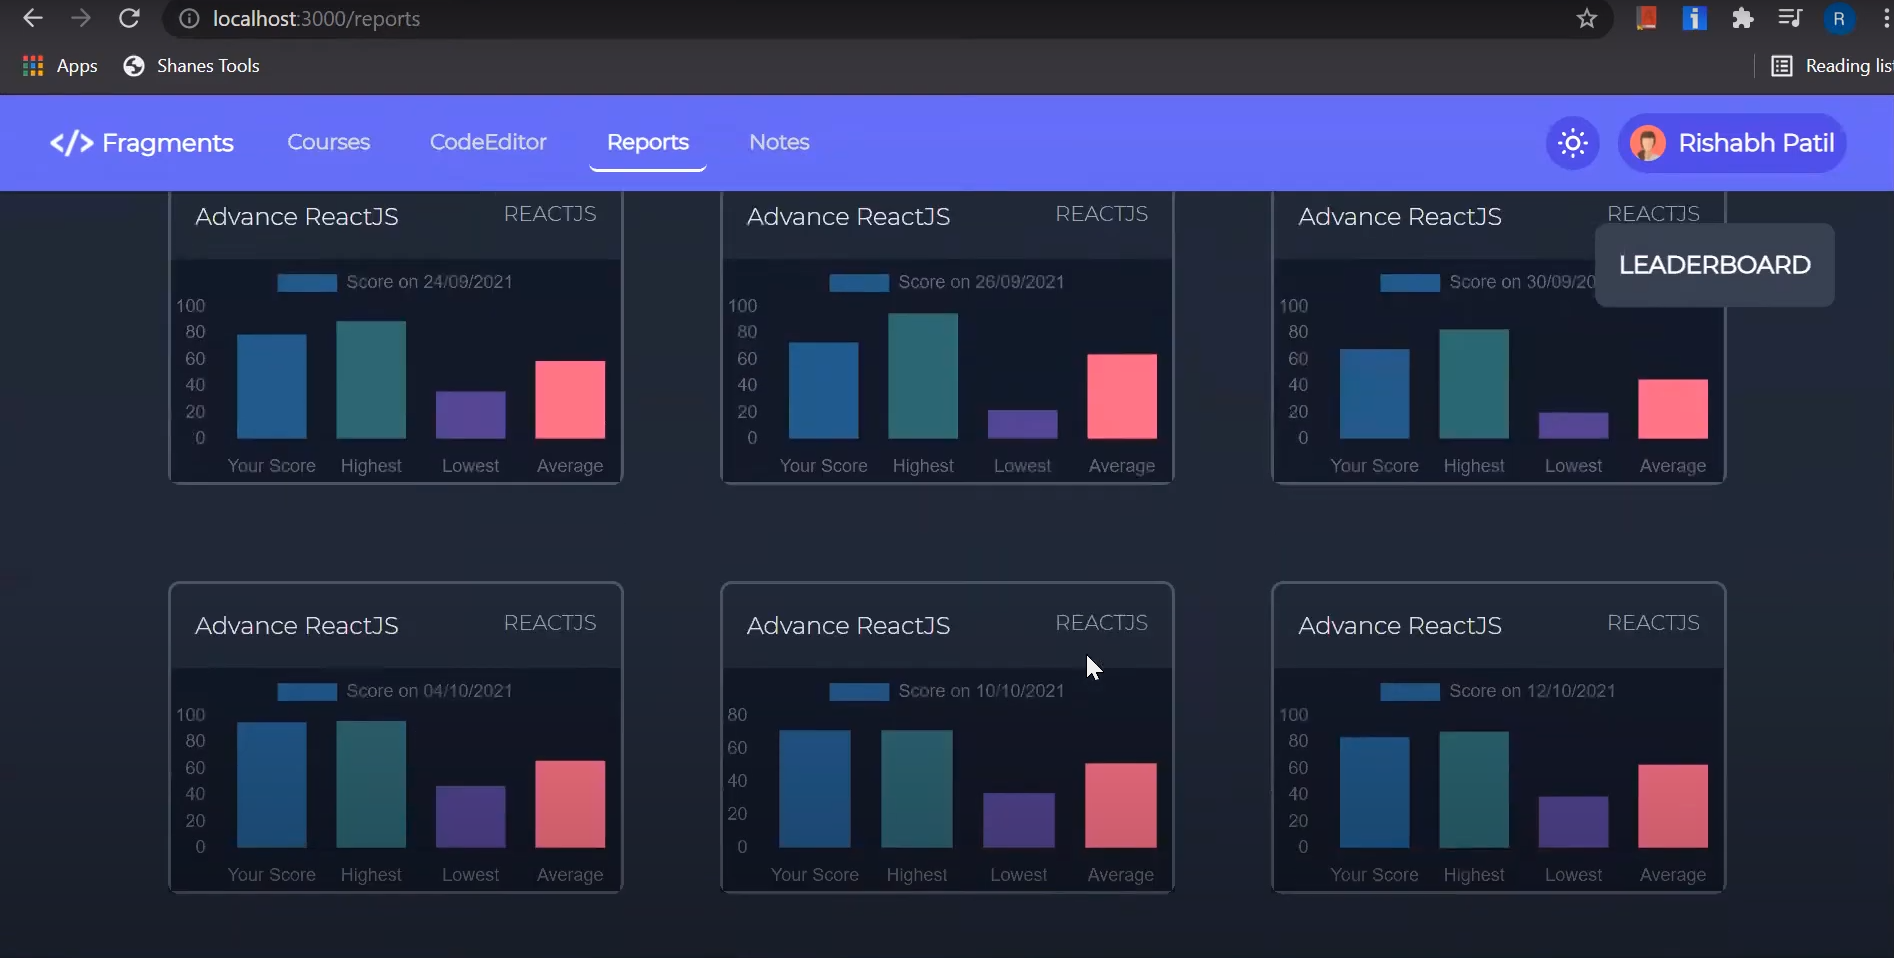 localhost:3000/reports
R
Apps
Shanes Tools
Reading list
</> Fragments
Courses
CodeEditor
Reports
Notes
Rishabh Patil
Advance ReactJS
REACTJS
Score on 24/09/2021
100
80
60
40
20
0
Your Score Highest Lowest Average
Advance ReactJS
REACTJS
Score on 26/09/2021
100
80
60
40
20
0
Your Score Highest Lowest Average
Advance ReactJS
REACTJS
LEADERBOARD
Score on 30/09/20
100
80
60
40
20
0
Your Score Highest Lowest Average
Advance ReactJS
REACTJS
Score on 04/10/2021
100
80
60
40
20
0
Your Score Highest Lowest Average
Advance ReactJS
REACTJS
Score on 10/10/2021
80
60
40
20
0
Your Score Highest Lowest Average
Advance ReactJS
REACTJS
Score on 12/10/2021
100
80
60
40
20
0
Your Score Highest Lowest Average